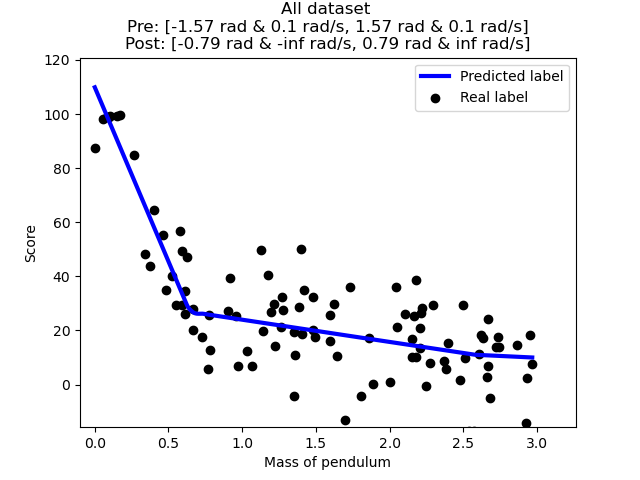 All dataset
Pre: [-1.57 rad & 0.1 rad/s, 1.57 rad & 0.1 rad/s]
Post: [-0.79 rad & -inf rad/s, 0.79 rad & inf rad/s]
120
100
80
60
40
20
0
Score
Predicted label
Real label
0.0 0.5 1.0 1.5 2.0 2.5 3.0
Mass of pendulum